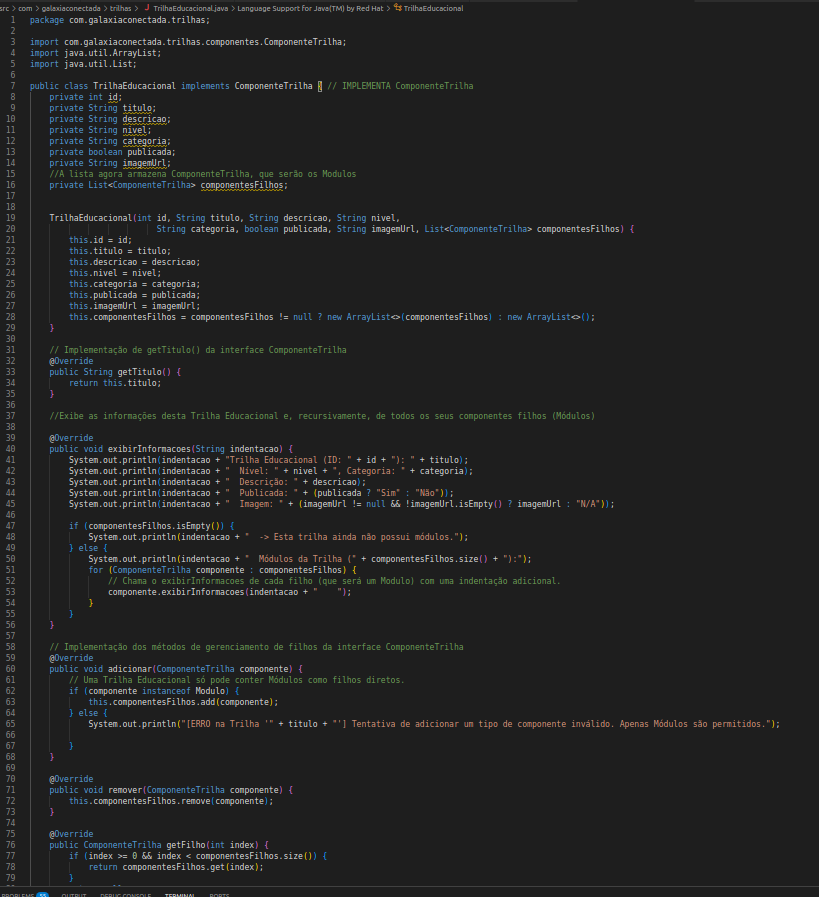 src > com > galaxiaconectada > trilhas > J TrilhaEducacional.java > Language Support for Java(TM) by Red Hat > TrilhaEducacional
1 package com.galaxiaconectada.trilhas;
2
3 import com.galaxiaconectada.trilhas.componentes.ComponenteTrilha;
4 import java.util.ArrayList;
5 import java.util.List;
6
7 public class TrilhaEducacional implements ComponenteTrilha { // IMPLEMENTA ComponenteTrilha
8     private int id;
9     private String titulo;
10     private String descricao;
11     private String nivel;
12     private String categoria;
13     private boolean publicada;
14     private String imagemUrl;
15     //A lista agora armazena ComponenteTrilha, que serão os Modulos
16     private List<ComponenteTrilha> componentesFilhos;
17
18
19     TrilhaEducacional(int id, String titulo, String descricao, String nivel,
20                           String categoria, boolean publicada, String imagemUrl, List<ComponenteTrilha> componentesFilhos) {
21         this.id = id;
22         this.titulo = titulo;
23         this.descricao = descricao;
24         this.nivel = nivel;
25         this.categoria = categoria;
26         this.publicada = publicada;
27         this.imagemUrl = imagemUrl;
28         this.componentesFilhos = componentesFilhos != null ? new ArrayList<>(componentesFilhos) : new ArrayList<>();
29     }
30
31     // Implementação de getTitulo() da interface ComponenteTrilha
32     @Override
33     public String getTitulo() {
34         return this.titulo;
35     }
36
37     //Exibe as informações desta Trilha Educacional e, recursivamente, de todos os seus componentes filhos (Módulos)
38
39     @Override
40     public void exibirInformacoes(String indentacao) {
41         System.out.println(indentacao + "Trilha Educacional (ID: " + id + "): " + titulo);
42         System.out.println(indentacao + "  Nível: " + nivel + ", Categoria: " + categoria);
43         System.out.println(indentacao + "  Descrição: " + descricao);
44         System.out.println(indentacao + "  Publicada: " + (publicada ? "Sim" : "Não"));
45         System.out.println(indentacao + "  Imagem: " + (imagemUrl != null && !imagemUrl.isEmpty() ? imagemUrl : "N/A"));
46
47         if (componentesFilhos.isEmpty()) {
48             System.out.println(indentacao + "  -> Esta trilha ainda não possui módulos.");
49         } else {
50             System.out.println(indentacao + "  Módulos da Trilha (" + componentesFilhos.size() + "):");
51             for (ComponenteTrilha componente : componentesFilhos) {
52                 // Chama o exibirInformacoes de cada filho (que será um Modulo) com uma indentação adicional.
53                 componente.exibirInformacoes(indentacao + "    ");
54             }
55         }
56     }
57
58     // Implementação dos métodos de gerenciamento de filhos da interface ComponenteTrilha
59     @Override
60     public void adicionar(ComponenteTrilha componente) {
61         // Uma Trilha Educacional só pode conter Módulos como filhos diretos.
62         if (componente instanceof Modulo) {
63             this.componentesFilhos.add(componente);
64         } else {
65             System.out.println("[ERRO na Trilha '" + titulo + "'] Tentativa de adicionar um tipo de componente inválido. Apenas Módulos são permitidos.");
66
67         }
68     }
69
70     @Override
71     public void remover(ComponenteTrilha componente) {
72         this.componentesFilhos.remove(componente);
73     }
74
75     @Override
76     public ComponenteTrilha getFilho(int index) {
77         if (index >= 0 && index < componentesFilhos.size()) {
78             return componentesFilhos.get(index);
79         }
PROBLEMS 55 OUTPUT DEBUG CONSOLE TERMINAL PORTS